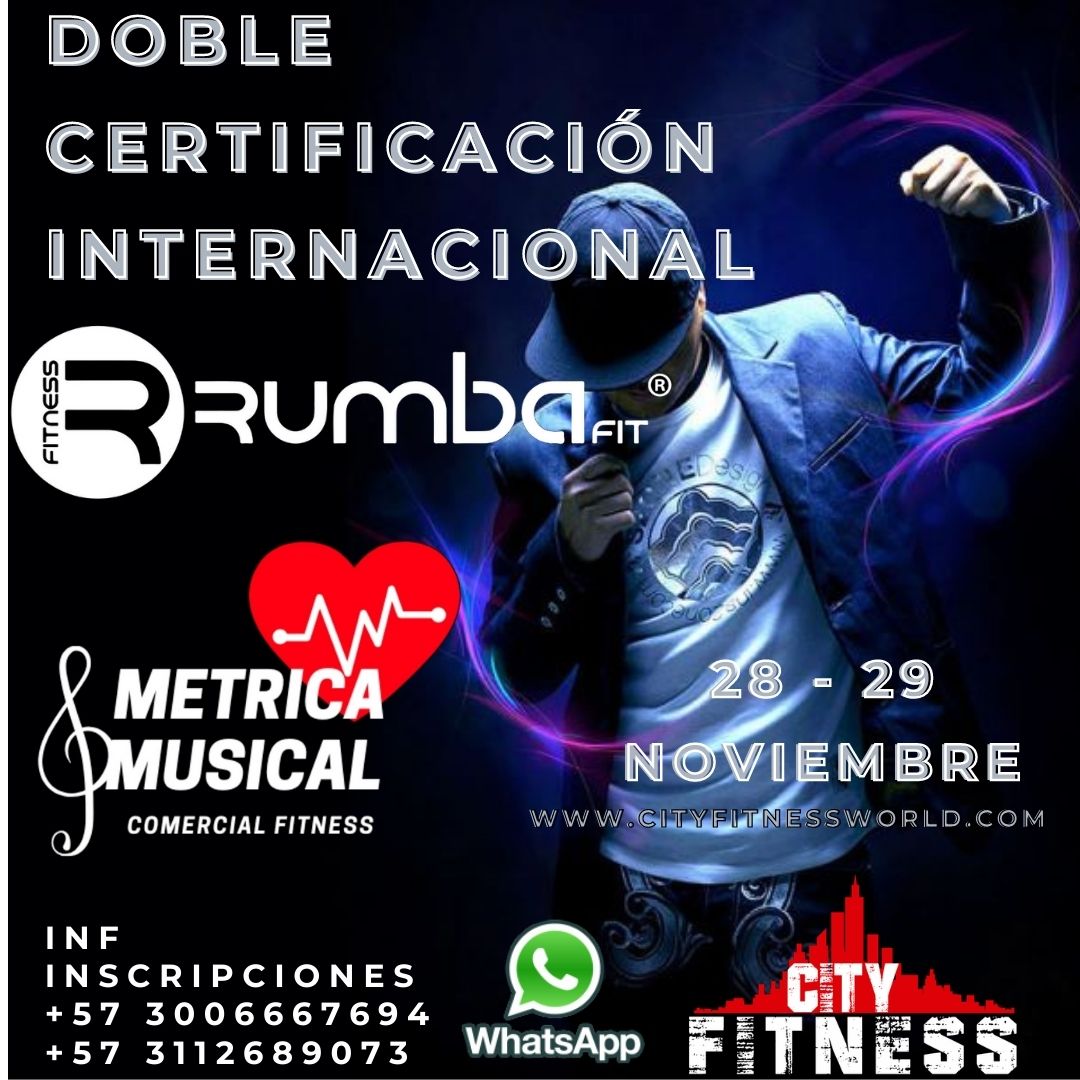 DOBLE
CERTIFICACIÓN
INTERNACIONAL
FITNESS
R
RUMBA FIT ®
METRICA
MUSICAL
COMERCIAL FITNESS
EDesig
28 - 29
NOVIEMBRE
WWW.CITYFITNESSWORLD.COM
INF
INSCRIPCIONES
+57 3006667694
+57 3112689073
WhatsApp
CITY
FITNESS